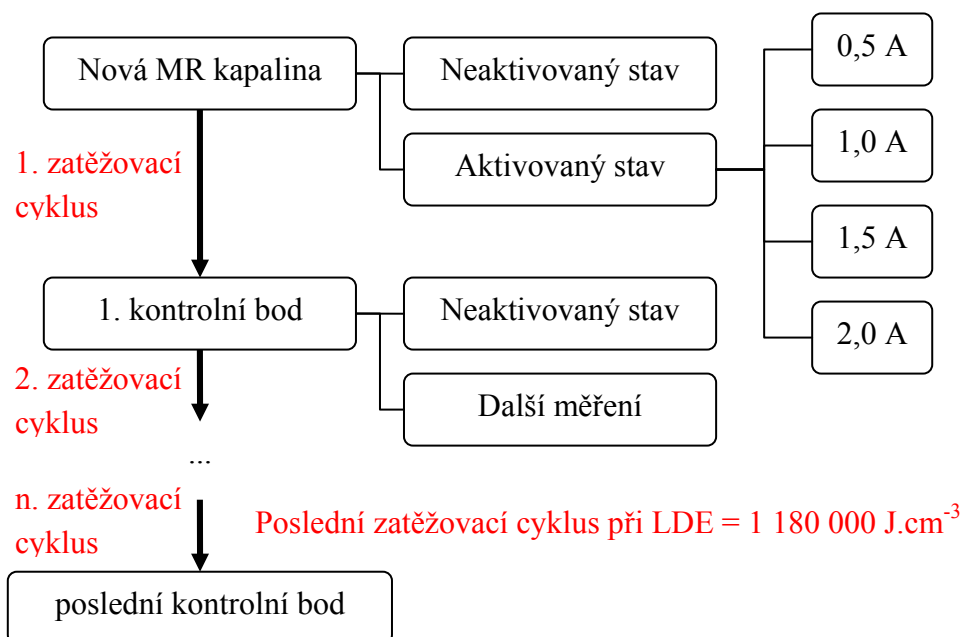 Nová MR kapalina
Neaktivovaný stav
Aktivovaný stav
0,5 A
1,0 A
1,5 A
2,0 A
1. zatěžovací
cyklus
1. kontrolní bod
Neaktivovaný stav
Další měření
2. zatěžovací
cyklus
...
n. zatěžovací
cyklus
Poslední zatěžovací cyklus při LDE = 1 180 000 J.cm⁻³
poslední kontrolní bod